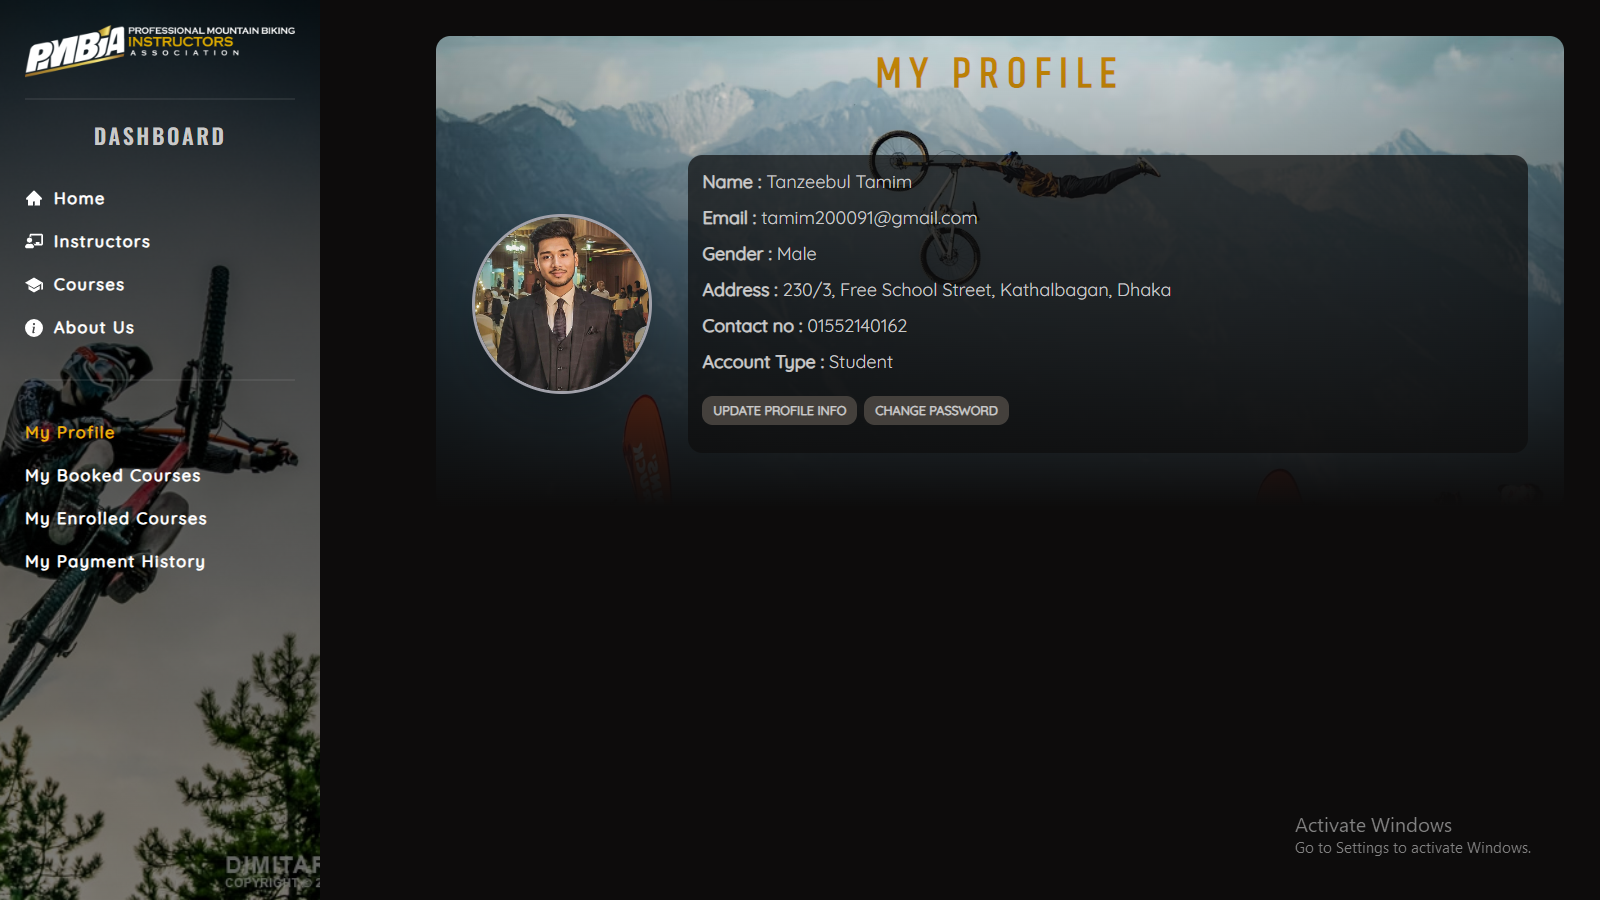 PMBIA PROFESSIONAL MOUNTAIN BIKING
INSTRUCTORS
ASSOCIATION
DASHBOARD
Home
Instructors
Courses
About Us
My Profile
My Booked Courses
My Enrolled Courses
My Payment History
DIMITAR
COPYRIGHT © 2
MY PROFILE
Name : Tanzeebul Tamim
Email : tamim200091@gmail.com
Gender : Male
Address : 230/3, Free School Street, Kathalbagan, Dhaka
Contact no : 01552140162
Account Type : Student
UPDATE PROFILE INFO CHANGE PASSWORD
Activate Windows
Go to Settings to activate Windows.